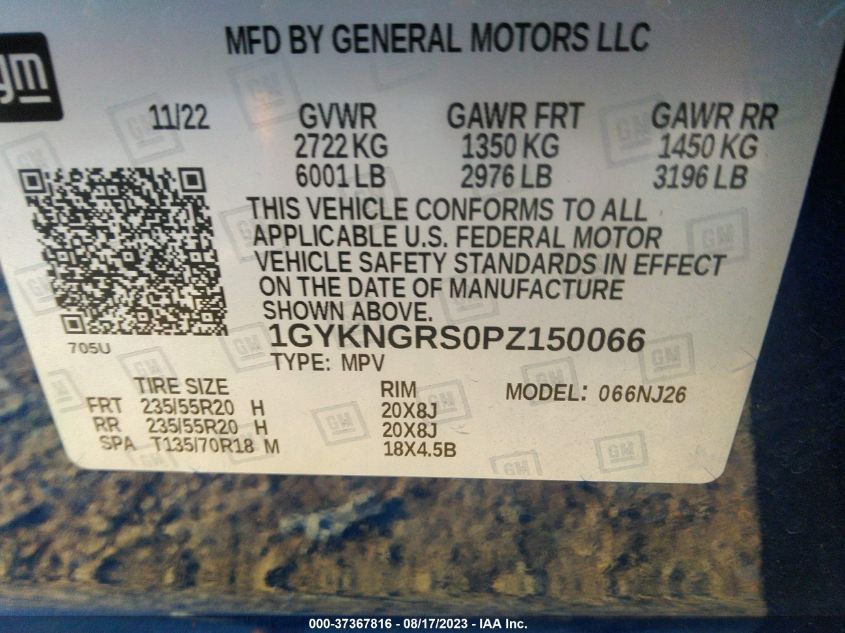 MFD BY GENERAL MOTORS LLC
gm
11/22 GVWR GAWR FRT GAWR RR
2722 KG 1350 KG 1450 KG
6001 LB 2976 LB 3196 LB
THIS VEHICLE CONFORMS TO ALL
APPLICABLE U.S. FEDERAL MOTOR
VEHICLE SAFETY STANDARDS IN EFFECT
ON THE DATE OF MANUFACTURE
SHOWN ABOVE.
705U
1GYKNGRS0PZ150066
TYPE: MPV
TIRE SIZE RIM MODEL: 066NJ26
FRT 235/55R20 H 20X8J
RR 235/55R20 H 20X8J
SPA T135/70R18 M 18X4.5B
000-37367816 - 08/17/2023 - IAA Inc.